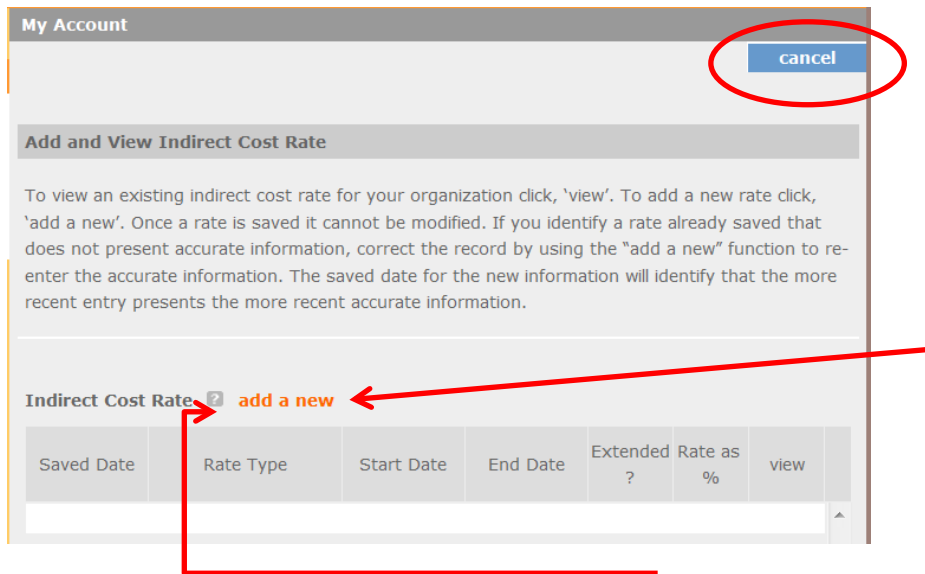 My Account
cancel
Add and View Indirect Cost Rate
To view an existing indirect cost rate for your organization click, ‘view’. To add a new rate click,
‘add a new’. Once a rate is saved it cannot be modified. If you identify a rate already saved that
does not present accurate information, correct the record by using the “add a new” function to re-
enter the accurate information. The saved date for the new information will identify that the more
recent entry presents the more recent accurate information.
Indirect Cost Rate ? add a new
Saved Date Rate Type Start Date End Date Extended ? Rate as % view